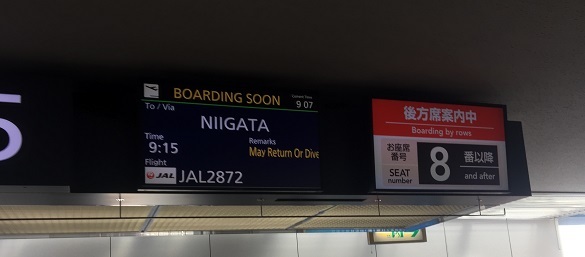 5
BOARDING SOON
Current Time
9 07
To / Via
NIIGATA
Time
9:15
Remarks
May Return Or Dive
Flight
JAL JAL2872
後方席案内中
Boarding by rows
お座席
番号
SEAT
number
8
番以降
and after